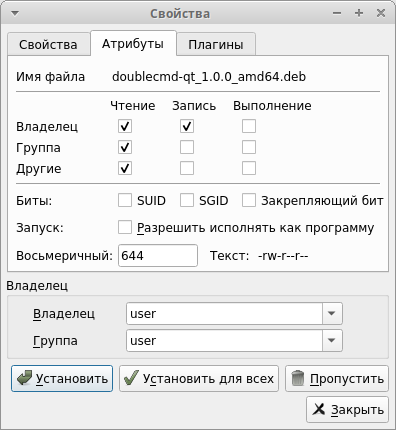 Свойства
Свойства Атрибуты Плагины
Имя файла doublecmd-qt_1.0.0_amd64.deb
Чтение Запись Выполнение
Владелец
Группа
Другие
Биты: SUID SGID Закрепляющий бит
Запуск: Разрешить исполнять как программу
Восьмеричный: 644 Текст: -rw-r--r--
Владелец
Владелец user
Группа user
Установить Установить для всех Пропустить
Закрыть